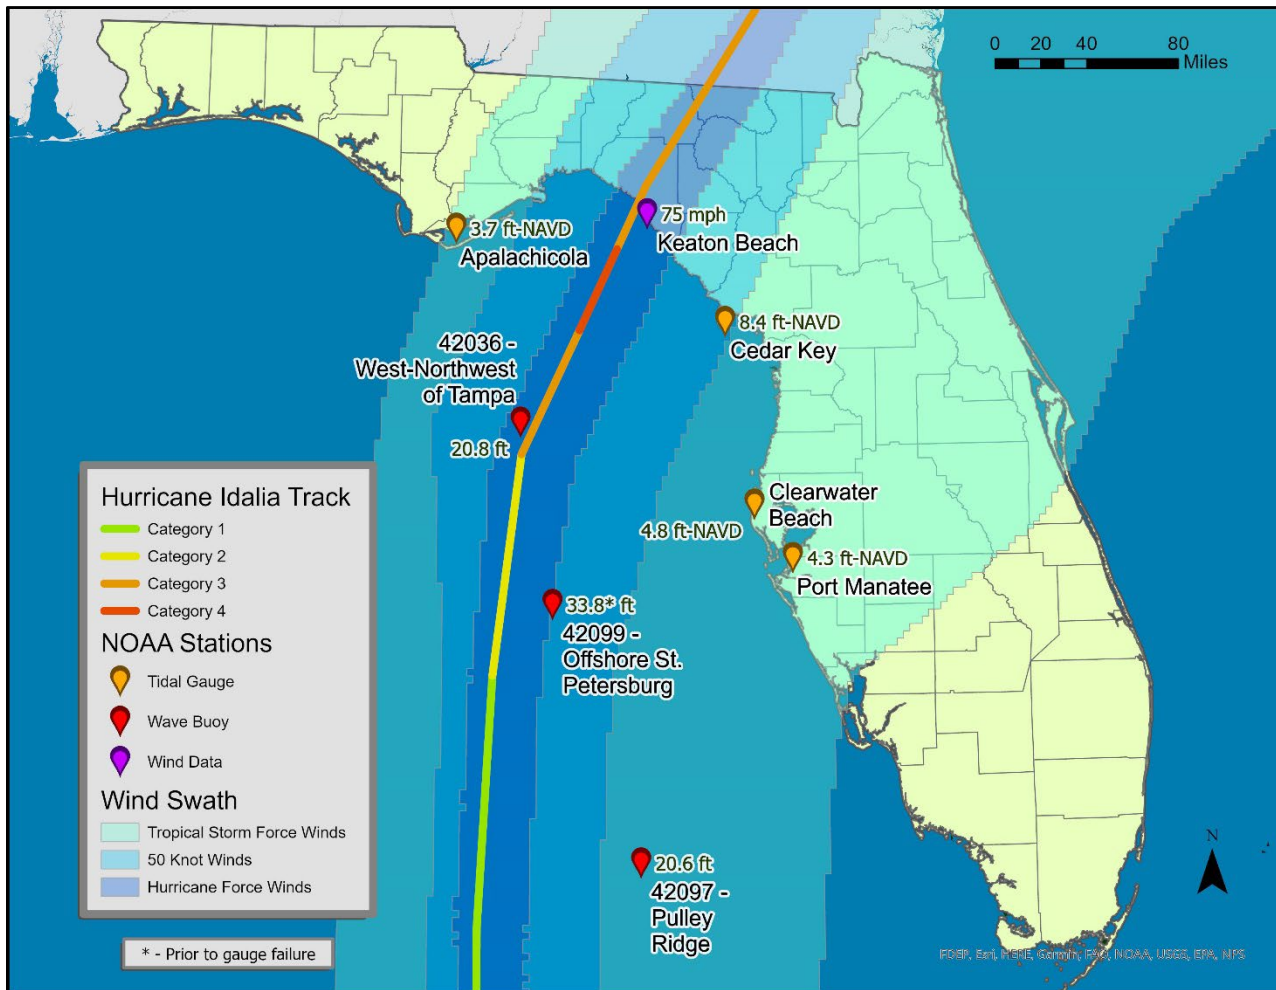 0 20 40 80
Miles
75 mph
Keaton Beach
3.7 ft-NAVD
Apalachicola
8.4 ft-NAVD
Cedar Key
42036 -
West-Northwest
of Tampa
20.8 ft
Clearwater
Beach
4.8 ft-NAVD
4.3 ft-NAVD
Port Manatee
33.8* ft
42099 -
Offshore St.
Petersburg
20.6 ft
42097 -
Pulley
Ridge
Hurricane Idalia Track
Category 1
Category 2
Category 3
Category 4
NOAA Stations
Tidal Gauge
Wave Buoy
Wind Data
Wind Swath
Tropical Storm Force Winds
50 Knot Winds
Hurricane Force Winds
* - Prior to gauge failure
N
FDEP, Esri, HERE, Garmin, FAO, NOAA, USGS, EPA, NPS